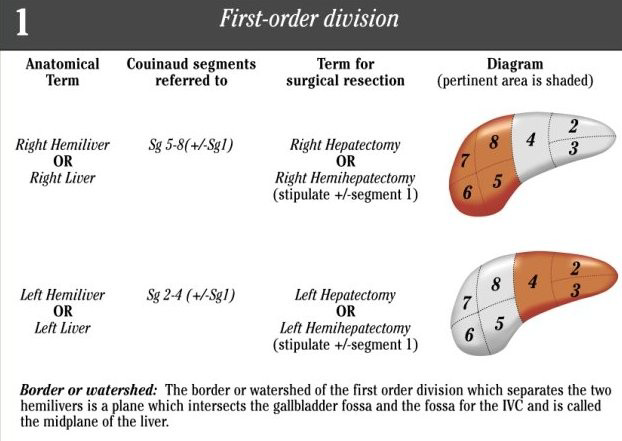 1 First-order division
Anatomical Term
Couinaud segments referred to
Term for surgical resection
Diagram (pertinent area is shaded)
Right Hemiliver
OR
Right Liver
Sg 5-8(+/-Sg1)
Right Hepatectomy
OR
Right Hemihepatectomy
(stipulate +/-segment 1)
2
8 4
3
7
5
6
Left Hemiliver
OR
Left Liver
Sg 2-4 (+/-Sg1)
Left Hepatectomy
OR
Left Hemihepatectomy
(stipulate +/-segment 1)
2
8 4
3
7
5
6
Border or watershed: The border or watershed of the first order division which separates the two
hemilivers is a plane which intersects the gallbladder fossa and the fossa for the IVC and is called
the midplane of the liver.